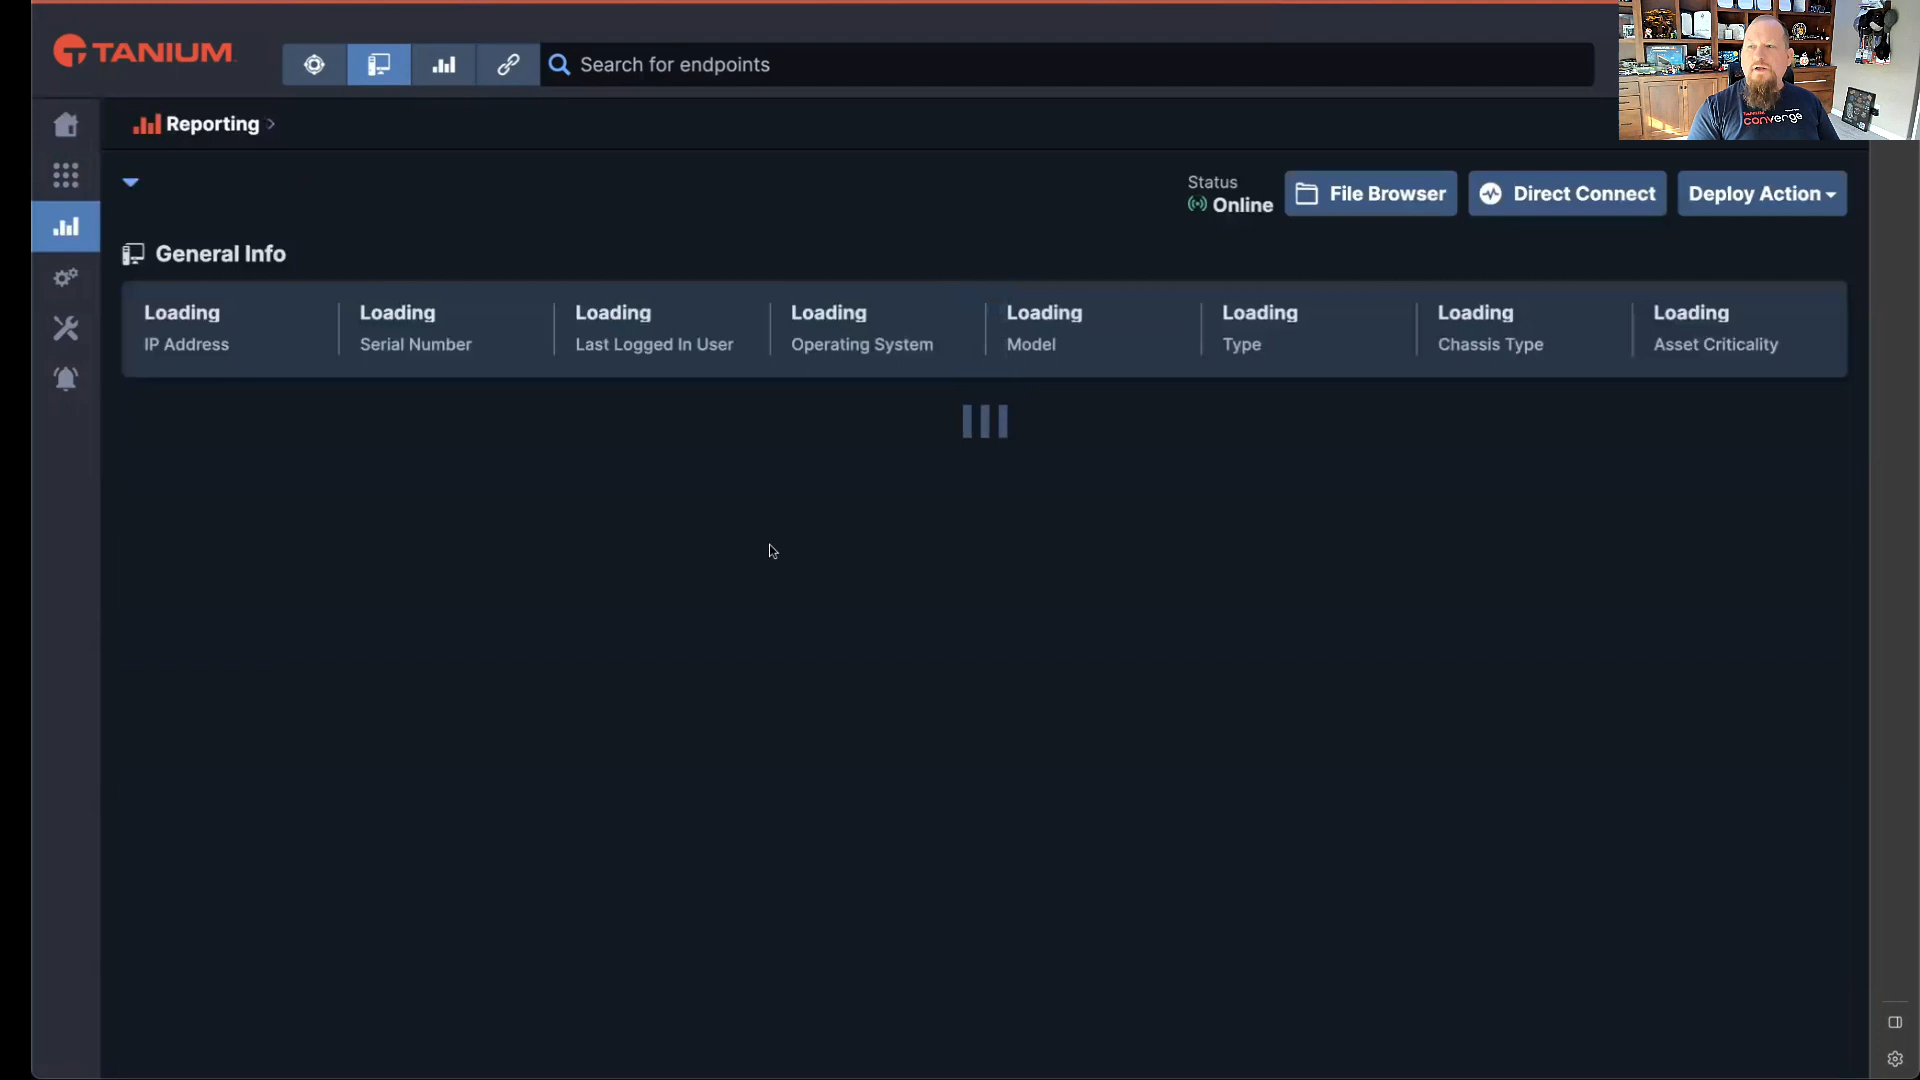 TANIUM
Search for endpoints
Reporting
Status
Online
File Browser
Direct Connect
Deploy Action
General Info
Loading
IP Address
Loading
Serial Number
Loading
Last Logged In User
Loading
Operating System
Loading
Model
Loading
Type
Loading
Chassis Type
Loading
Asset Criticality
converge